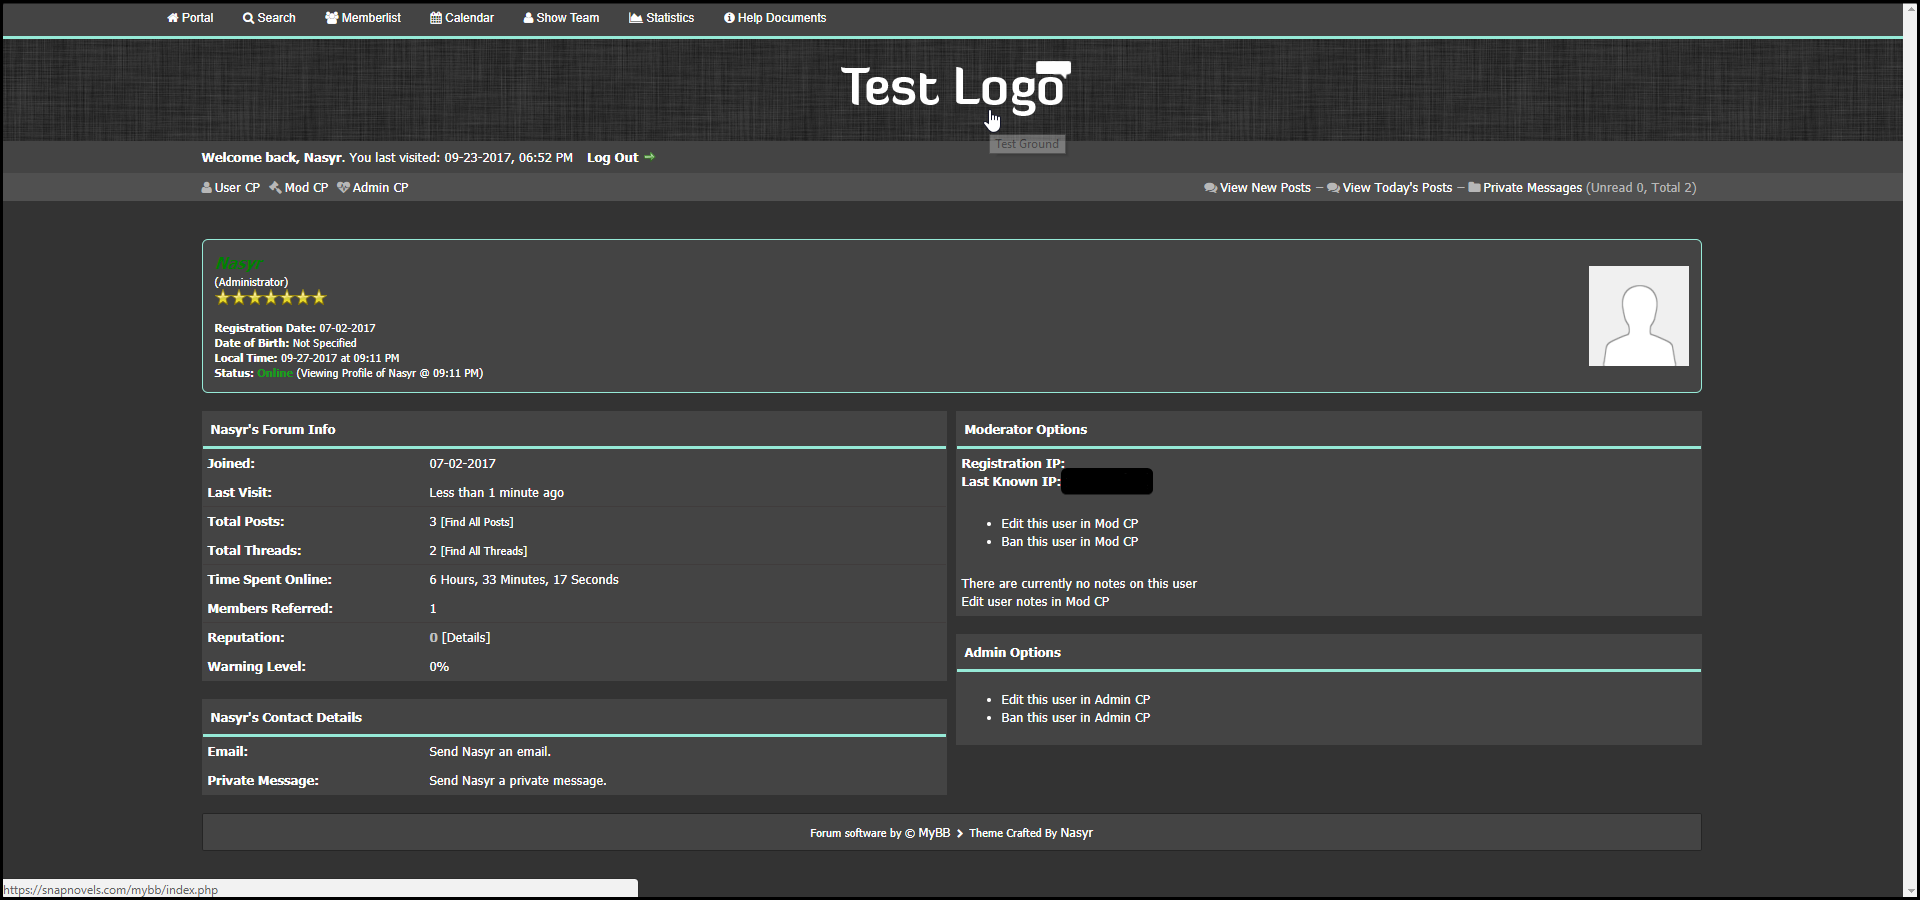 Portal Search Memberlist Calendar Show Team Statistics Help Documents
Test Logo
Test Ground
Welcome back, Nasyr. You last visited: 09-23-2017, 06:52 PM Log Out
User CP Mod CP Admin CP
View New Posts – View Today's Posts – Private Messages (Unread 0, Total 2)
Nasyr
(Administrator)
Registration Date: 07-02-2017
Date of Birth: Not Specified
Local Time: 09-27-2017 at 09:11 PM
Status: Online (Viewing Profile of Nasyr @ 09:11 PM)
Nasyr's Forum Info
Joined: 07-02-2017
Last Visit: Less than 1 minute ago
Total Posts: 3 [Find All Posts]
Total Threads: 2 [Find All Threads]
Time Spent Online: 6 Hours, 33 Minutes, 17 Seconds
Members Referred: 1
Reputation: 0 [Details]
Warning Level: 0%
Nasyr's Contact Details
Email: Send Nasyr an email.
Private Message: Send Nasyr a private message.
Moderator Options
Registration IP:
Last Known IP:
• Edit this user in Mod CP
• Ban this user in Mod CP
There are currently no notes on this user
Edit user notes in Mod CP
Admin Options
• Edit this user in Admin CP
• Ban this user in Admin CP
Forum software by © MyBB Theme Crafted By Nasyr
https://snapnovels.com/mybb/index.php